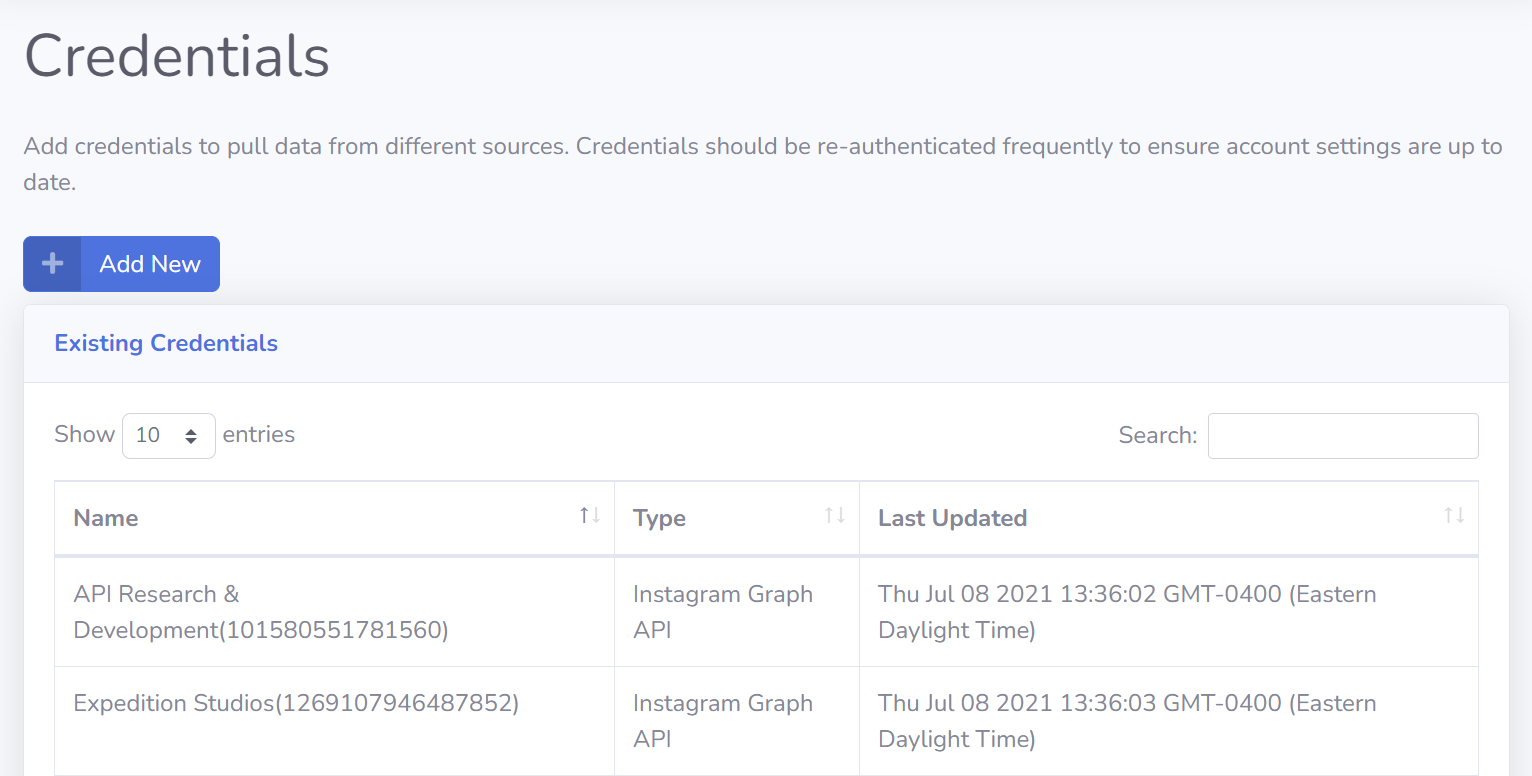 Credentials
Add credentials to pull data from different sources. Credentials should be re-authenticated frequently to ensure account settings are up to
date.
Add New
Existing Credentials
Show 10 entries Search:
Name Type Last Updated
API Research & Instagram Graph Thu Jul 08 2021 13:36:02 GMT-0400 (Eastern
Development(101580551781560) API Daylight Time)
Expedition Studios(1269107946487852) Instagram Graph Thu Jul 08 2021 13:36:03 GMT-0400 (Eastern
API Daylight Time)